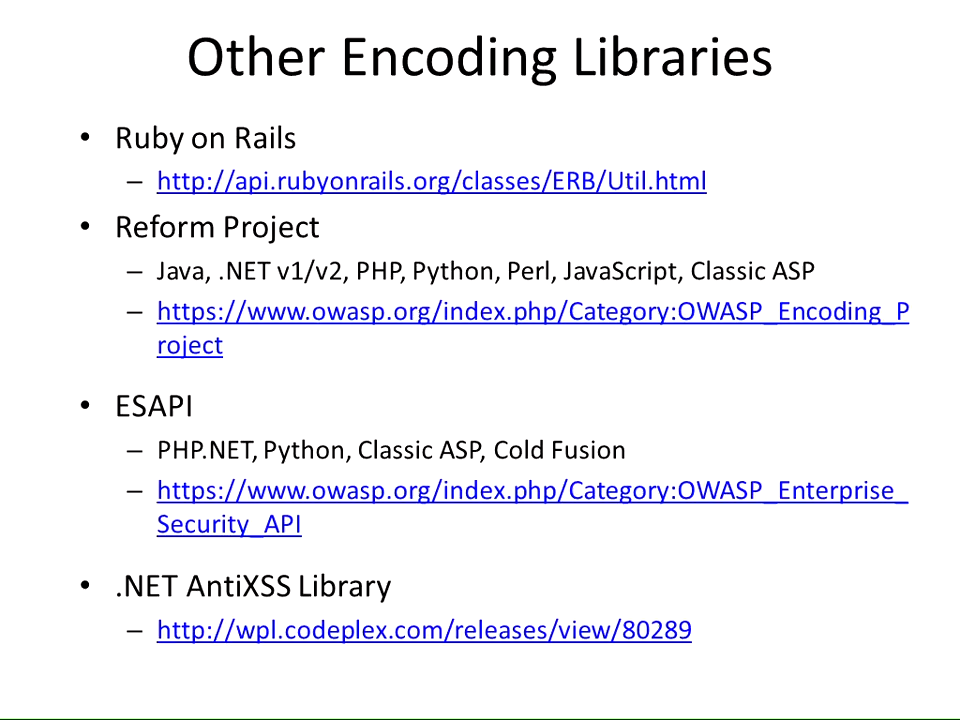 Other Encoding Libraries
• Ruby on Rails
– http://api.rubyonrails.org/classes/ERB/Util.html
• Reform Project
– Java, .NET v1/v2, PHP, Python, Perl, JavaScript, Classic ASP
– https://www.owasp.org/index.php/Category:OWASP_Encoding_P
roject
• ESAPI
– PHP.NET, Python, Classic ASP, Cold Fusion
– https://www.owasp.org/index.php/Category:OWASP_Enterprise_
Security_API
• .NET AntiXSS Library
– http://wpl.codeplex.com/releases/view/80289